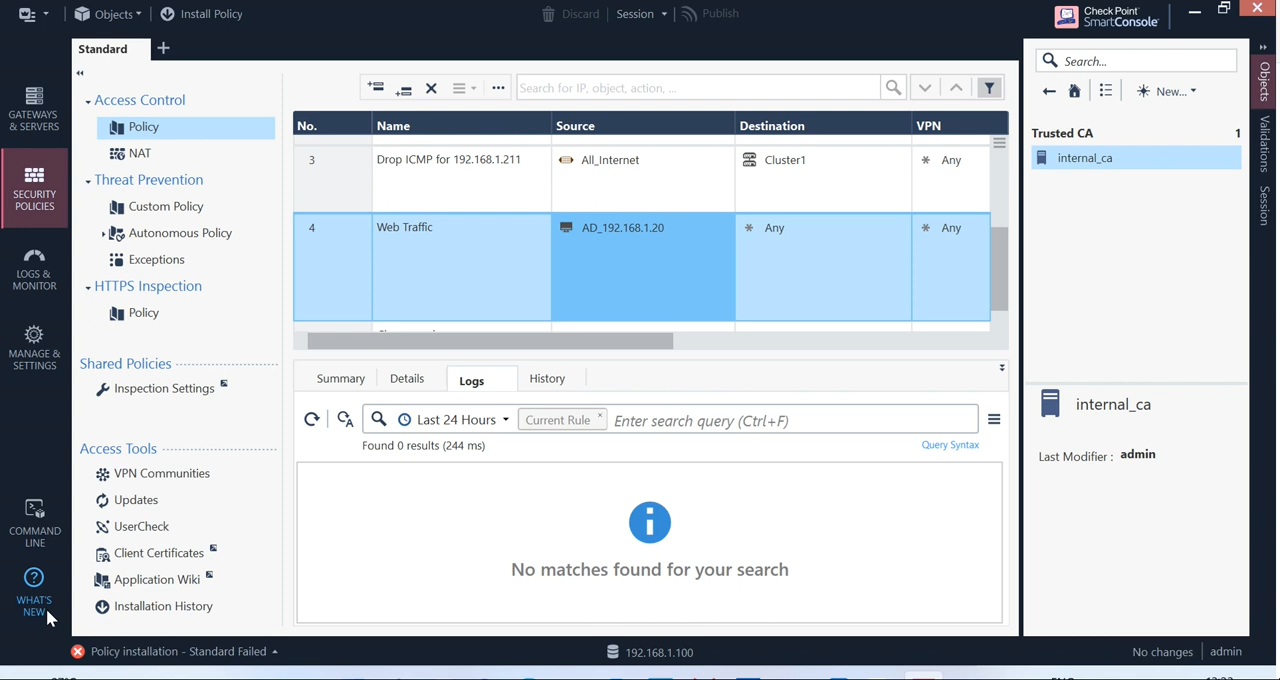 Objects
Install Policy
Discard
Session
Publish
Check Point
SmartConsole
Standard
GATEWAYS
& SERVERS
SECURITY
POLICIES
LOGS &
MONITOR
MANAGE &
SETTINGS
COMMAND
LINE
WHAT'S
NEW
Access Control
Policy
NAT
Threat Prevention
Custom Policy
Autonomous Policy
Exceptions
HTTPS Inspection
Policy
Shared Policies
Inspection Settings
Access Tools
VPN Communities
Updates
UserCheck
Client Certificates
Application Wiki
Installation History
Search for IP, object, action, ...
No. Name Source Destination VPN
3 Drop ICMP for 192.168.1.211 All_Internet Cluster1 * Any
4 Web Traffic AD_192.168.1.20 * Any * Any
Summary Details Logs History
Last 24 Hours Current Rule × Enter search query (Ctrl+F)
Found 0 results (244 ms)
Query Syntax
No matches found for your search
Search...
New...
Trusted CA 1
internal_ca
internal_ca
Last Modifier : admin
Objects
Validations
Session
Policy installation - Standard Failed
192.168.1.100
No changes
admin